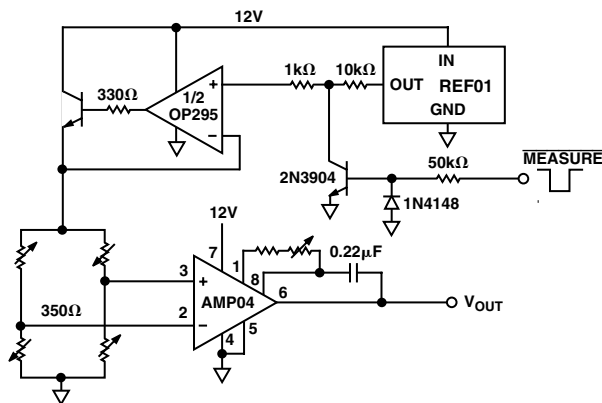 12V
1kΩ
10kΩ
IN
OUT
REF01
GND
330Ω
1/2
OP295
+
−
2N3904
50kΩ
MEASURE
1N4148
12V
7
1
8
0.22µF
3
+
AMP04
6
VOUT
350Ω
2
−
4
5